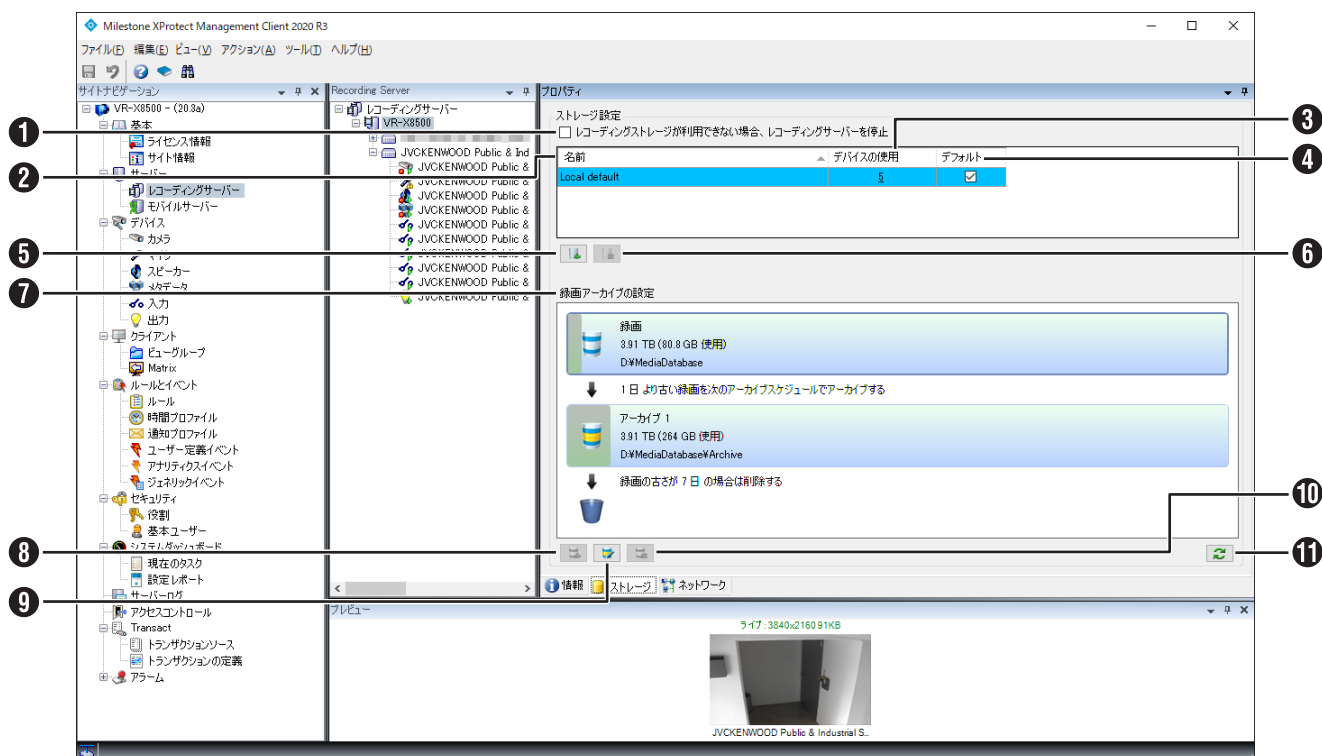 Milestone XProtect Management Client 2020 R3
ファイル(F) 編集(E) ビュー(V) アクション(A) ツール(T) ヘルプ(H)
サイトナビゲーション
VR-X8500 - (20.3a)
基本
ライセンス情報
サイト情報
サーバー
レコーディングサーバー
モバイルサーバー
デバイス
カメラ
マイク
スピーカー
メタデータ
入力
出力
クライアント
ビューグループ
Matrix
ルールとイベント
ルール
時間プロファイル
通知プロファイル
ユーザー定義イベント
アナリティクスイベント
ジェネリックイベント
セキュリティ
役割
基本ユーザー
システムダッシュボード
現在のタスク
設定レポート
サーバーログ
アクセスコントロール
Transact
トランザクションソース
トランザクションの定義
アラーム
Recording Server
レコーディングサーバー
VR-X8500
JVCKENWOOD Public & Ind
JVCKENWOOD Public &
JVCKENWOOD Public &
JVCKENWOOD Public &
JVCKENWOOD Public &
JVCKENWOOD Public &
JVCKENWOOD Public &
JVCKENWOOD Public &
JVCKENWOOD Public &
JVCKENWOOD Public &
JVCKENWOOD Public &
プロパティ
ストレージ設定
レコーディングストレージが利用できない場合、レコーディングサーバーを停止
名前 デバイスの使用 デフォルト
Local default 5
録画アーカイブの設定
録画
3.91 TB (80.8 GB 使用)
D:¥MediaDatabase
1 日 より古い録画を次のアーカイブスケジュールでアーカイブする
アーカイブ 1
3.91 TB (264 GB 使用)
D:¥MediaDatabase¥Archive
録画の古さが 7 日 の場合は削除する
情報 ストレージ ネットワーク
プレビュー
ライブ: 3840x2160 91KB
JVCKENWOOD Public & Industrial S...
1
2
3
4
5
6
7
8
9
10
11